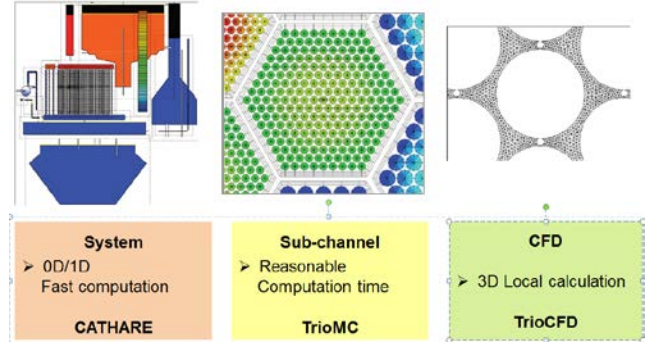 System
➢ 0D/1D
Fast computation
CATHARE
Sub-channel
➢ Reasonable
Computation time
TrioMC
CFD
➢ 3D Local calculation
TrioCFD